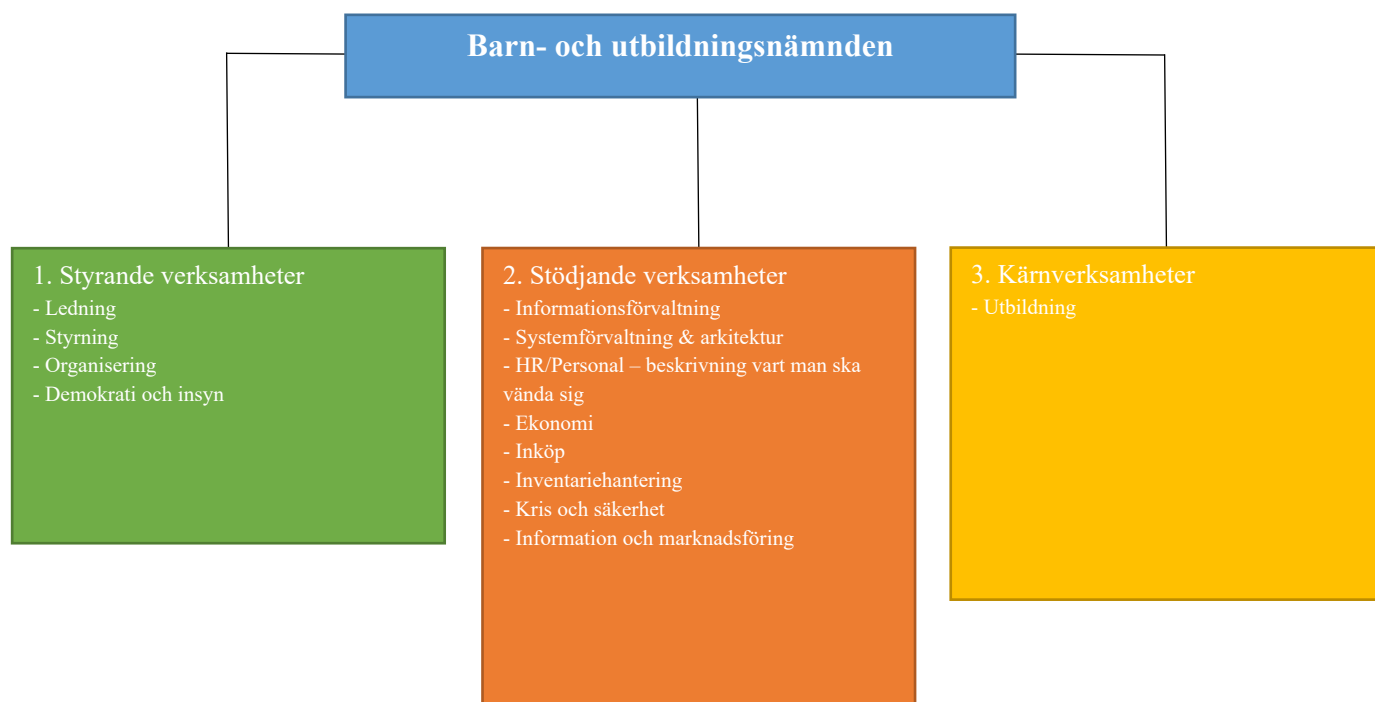 Barn- och utbildningsnämnden
1. Styrande verksamheter
- Ledning
- Styrning
- Organisering
- Demokrati och insyn
2. Stödjande verksamheter
- Informationsförvaltning
- Systemförvaltning & arkitektur
- HR/Personal – beskrivning vart man ska
vända sig
- Ekonomi
- Inköp
- Inventariehantering
- Kris och säkerhet
- Information och marknadsföring
3. Kärnverksamheter
- Utbildning